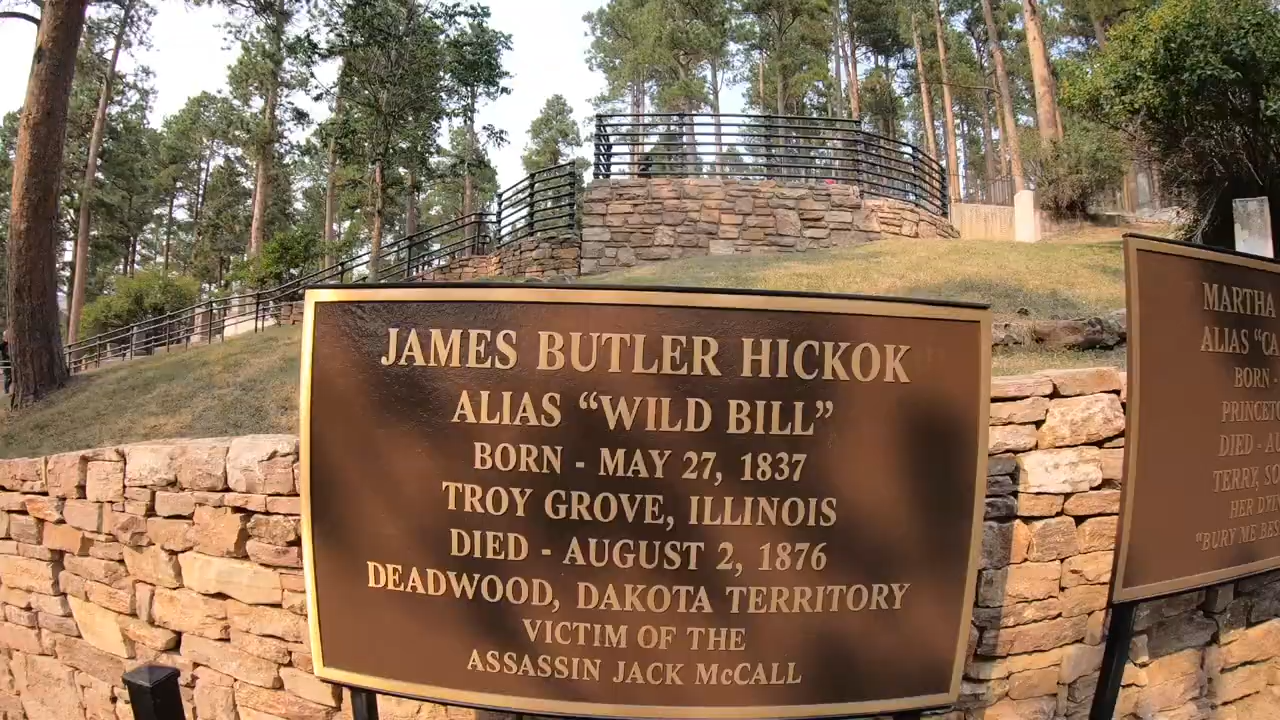 JAMES BUTLER HICKOK
ALIAS “WILD BILL”
BORN - MAY 27, 1837
TROY GROVE, ILLINOIS
DIED - AUGUST 2, 1876
DEADWOOD, DAKOTA TERRITORY
VICTIM OF THE
ASSASSIN JACK McCALL
MARTHA
ALIAS “CA
BORN -
PRINCETO
DIED - AU
TERRY, SO
HER DY
"BURY ME BES